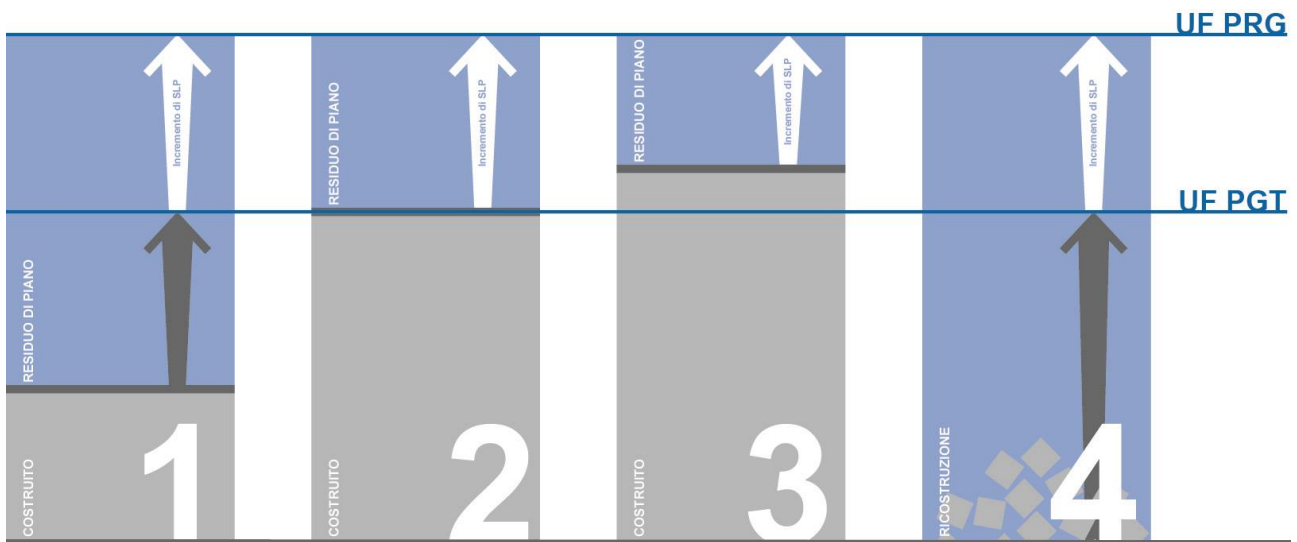 UF PRG
UF PGT
Incremento di SLP
RESIDUO DI PIANO
COSTRUITO
1
Incremento di SLP
RESIDUO DI PIANO
COSTRUITO
2
Incremento di SLP
RESIDUO DI PIANO
COSTRUITO
3
Incremento di SLP
RICOSTRUZIONE
4